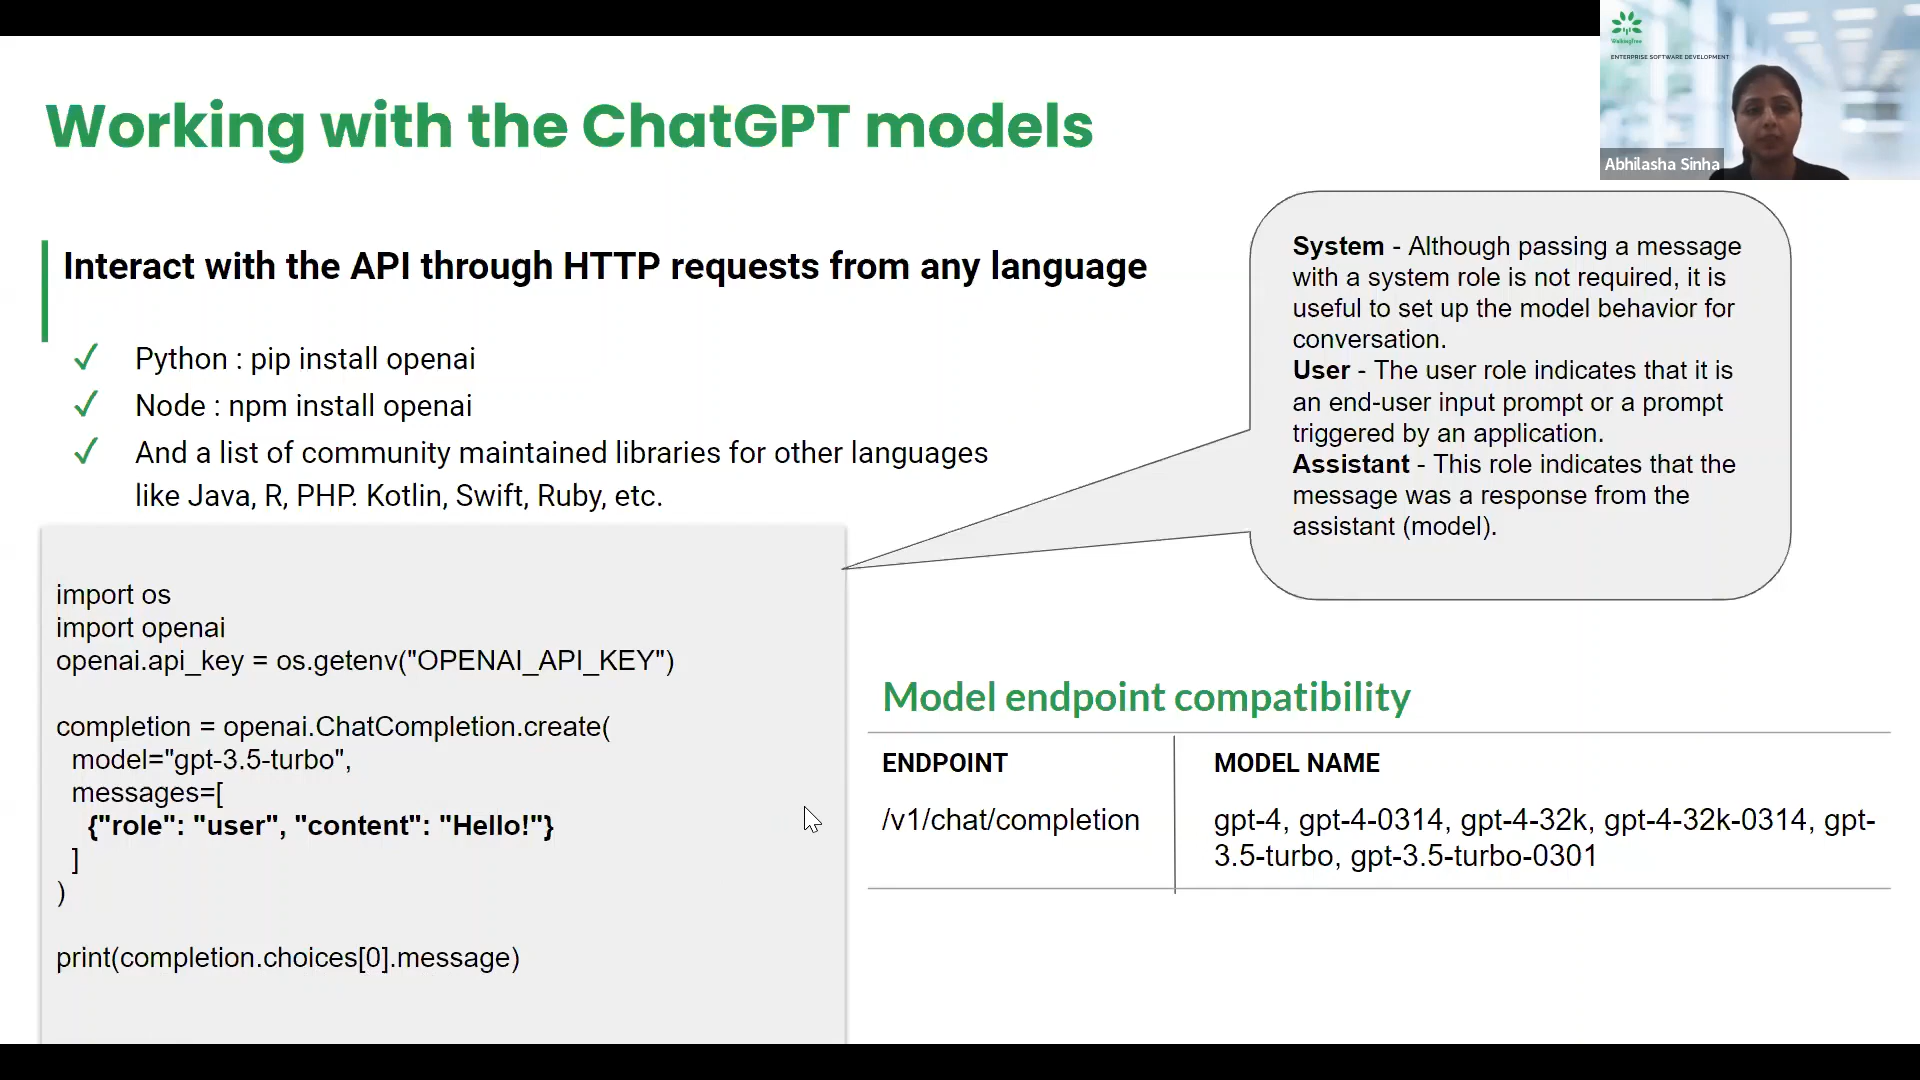 WalkingTree
ENTERPRISE SOFTWARE DEVELOPMENT
Abhilasha Sinha
Working with the ChatGPT models
Interact with the API through HTTP requests from any language
✓ Python : pip install openai
✓ Node : npm install openai
✓ And a list of community maintained libraries for other languages
like Java, R, PHP. Kotlin, Swift, Ruby, etc.
System - Although passing a message
with a system role is not required, it is
useful to set up the model behavior for
conversation.
User - The user role indicates that it is
an end-user input prompt or a prompt
triggered by an application.
Assistant - This role indicates that the
message was a response from the
assistant (model).
import os
import openai
openai.api_key = os.getenv("OPENAI_API_KEY")
completion = openai.ChatCompletion.create(
model="gpt-3.5-turbo",
messages=[
{"role": "user", "content": "Hello!"}
]
)
print(completion.choices[0].message)
Model endpoint compatibility
ENDPOINT MODEL NAME
/v1/chat/completion gpt-4, gpt-4-0314, gpt-4-32k, gpt-4-32k-0314, gpt-
3.5-turbo, gpt-3.5-turbo-0301